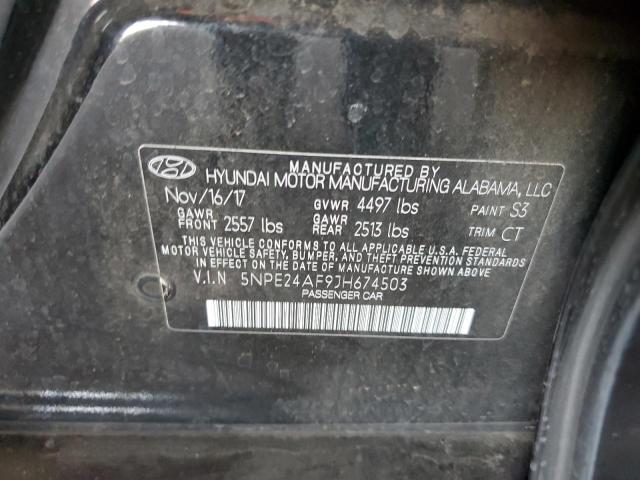 MANUFACTURED BY
HYUNDAI MOTOR MANUFACTURING ALABAMA, LLC
Nov/16/17 GVWR 4497 lbs PAINT S3
GAWR FRONT 2557 lbs GAWR REAR 2513 lbs TRIM CT
THIS VEHICLE CONFORMS TO ALL APPLICABLE U.S.A. FEDERAL
MOTOR VEHICLE SAFETY, BUMPER, AND THEFT PREVENTION STANDARDS
IN EFFECT ON THE DATE OF MANUFACTURE SHOWN ABOVE
V.I.N 5NPE24AF9JH674503
PASSENGER CAR